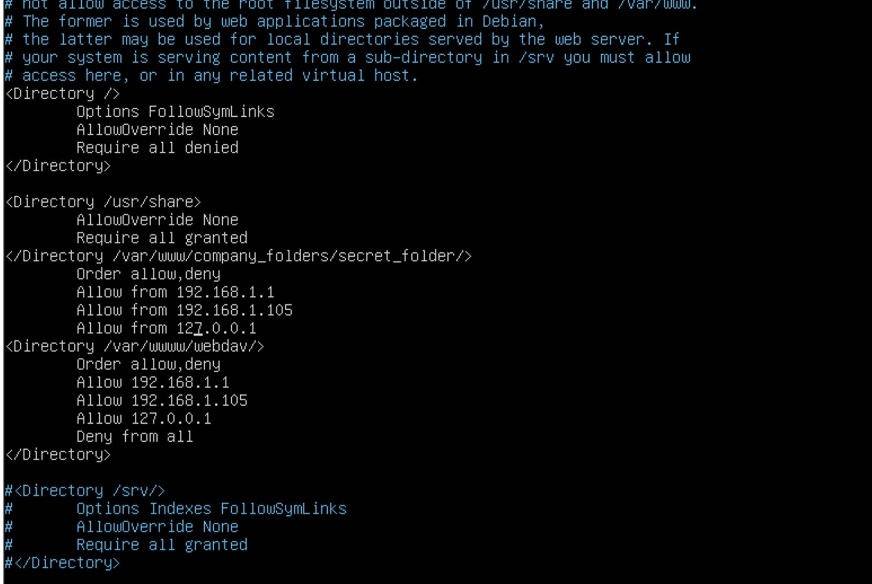 # not allow access to the root filesystem outside of /usr/share and /var/www.
# The former is used by web applications packaged in Debian,
# the latter may be used for local directories served by the web server. If
# your system is serving content from a sub-directory in /srv you must allow
# access here, or in any related virtual host.
<Directory />
        Options FollowSymLinks
        AllowOverride None
        Require all denied
</Directory>

<Directory /usr/share>
        AllowOverride None
        Require all granted
</Directory /var/www/company_folders/secret_folder/>
        Order allow,deny
        Allow from 192.168.1.1
        Allow from 192.168.1.105
        Allow from 127.0.0.1
<Directory /var/wwww/webdav/>
        Order allow,deny
        Allow 192.168.1.1
        Allow 192.168.1.105
        Allow 127.0.0.1
        Deny from all
</Directory>

#<Directory /srv/>
#       Options Indexes FollowSymLinks
#       AllowOverride None
#       Require all granted
#</Directory>